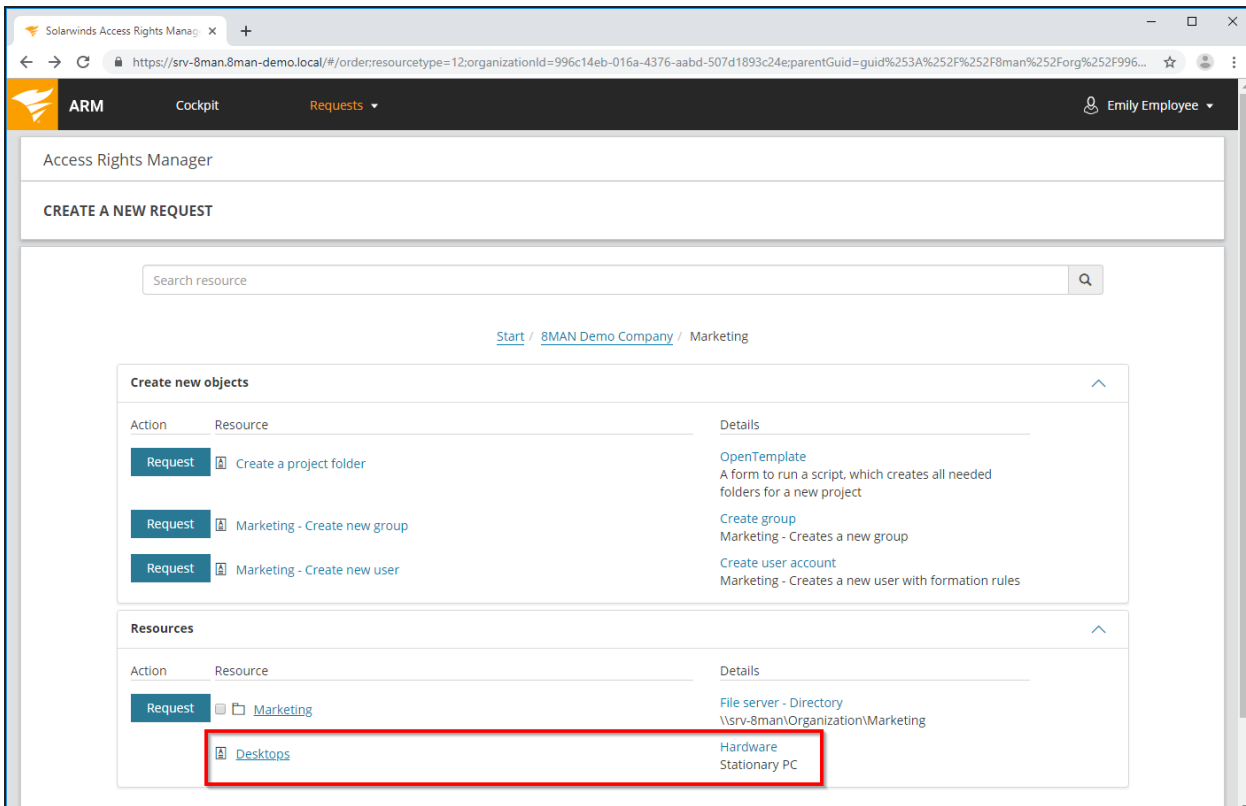 Solarwinds Access Rights Manag
https://srv-8man.8man-demo.local/#/order;resourcetype=12;organizationId=996c14eb-016a-4376-aabd-507d1893c24e;parentGuid=guid%253A%252F%252F8man%252Forg%252F996...
ARM Cockpit Requests Emily Employee
Access Rights Manager
CREATE A NEW REQUEST
Search resource
Start / 8MAN Demo Company / Marketing
Create new objects
Action Resource Details
Request Create a project folder OpenTemplate
A form to run a script, which creates all needed
folders for a new project
Request Marketing - Create new group Create group
Marketing - Creates a new group
Request Marketing - Create new user Create user account
Marketing - Creates a new user with formation rules
Resources
Action Resource Details
Request Marketing File server - Directory
\\srv-8man\Organization\Marketing
Desktops Hardware
Stationary PC